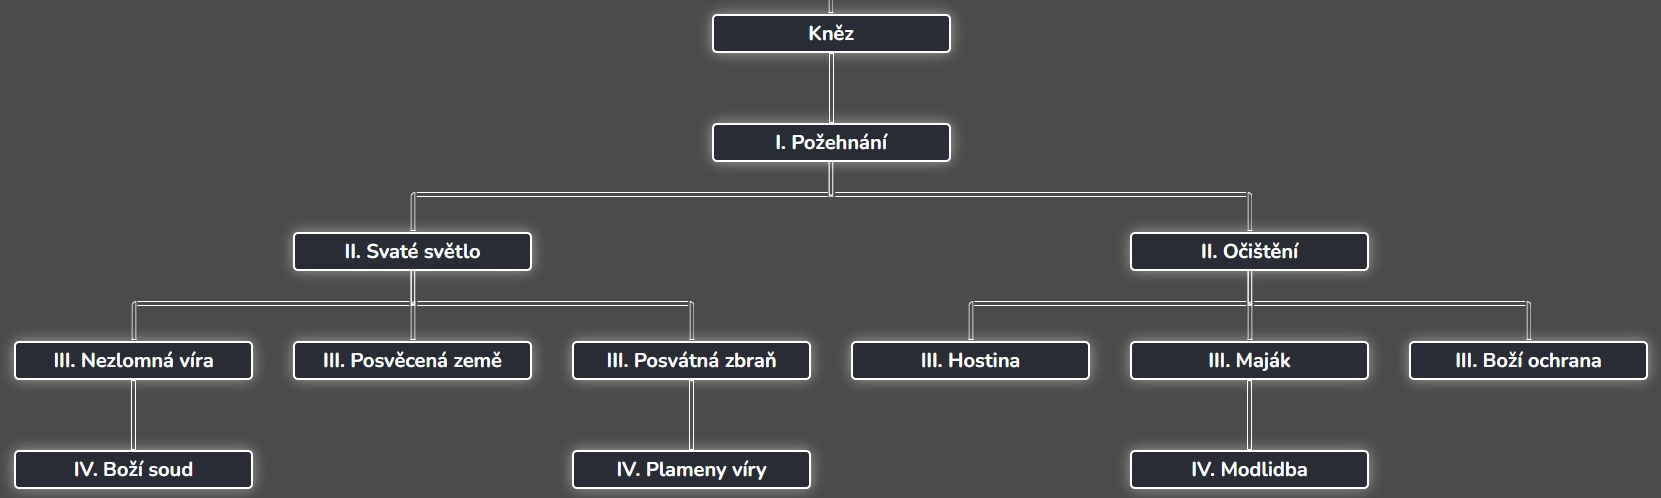 Kněz
I. Požehnání
II. Svaté světlo
II. Očištění
III. Nezlomná víra
III. Posvěcená země
III. Posvátná zbraň
III. Hostina
III. Maják
III. Boží ochrana
IV. Boží soud
IV. Plameny víry
IV. Modlidba